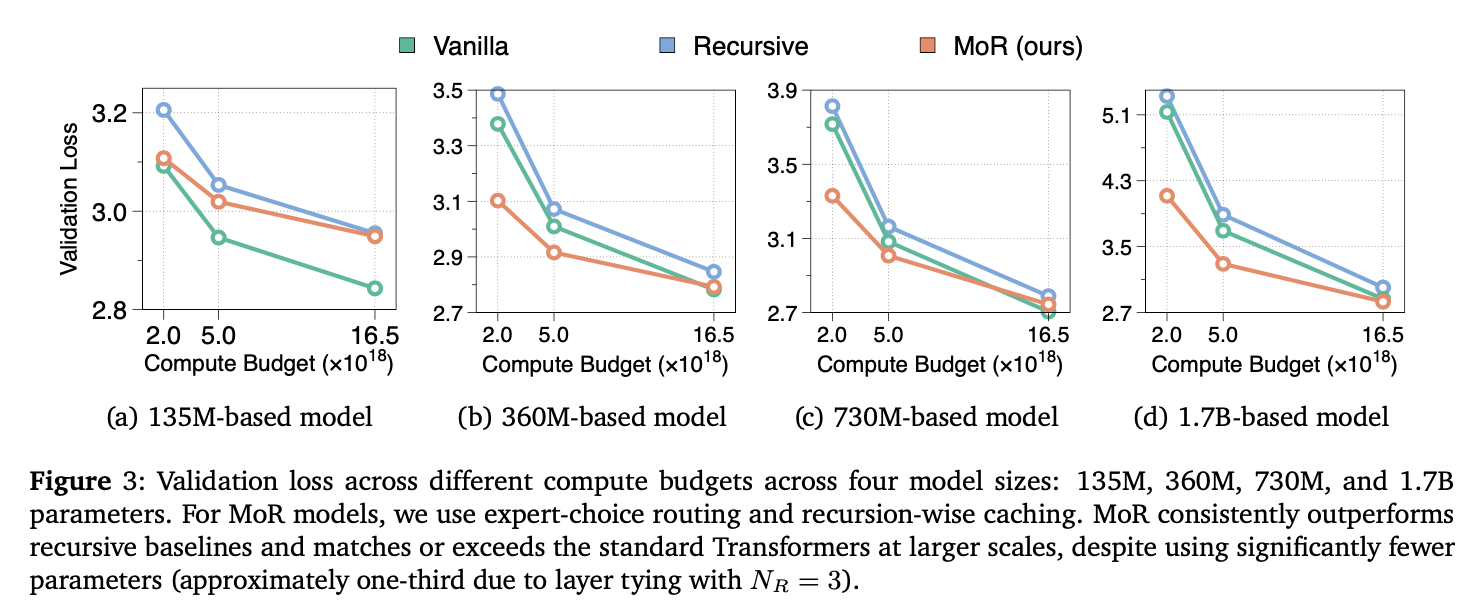 Vanilla Recursive MoR (ours)
Validation Loss
3.2
3.0
2.8
2.0 5.0 16.5
Compute Budget (×10¹⁸)
(a) 135M-based model
3.5
3.3
3.1
2.9
2.7
2.0 5.0 16.5
Compute Budget (×10¹⁸)
(b) 360M-based model
3.9
3.5
3.1
2.7
2.0 5.0 16.5
Compute Budget (×10¹⁸)
(c) 730M-based model
5.1
4.3
3.5
2.7
2.0 5.0 16.5
Compute Budget (×10¹⁸)
(d) 1.7B-based model
Figure 3: Validation loss across different compute budgets across four model sizes: 135M, 360M, 730M, and 1.7B
parameters. For MoR models, we use expert-choice routing and recursion-wise caching. MoR consistently outperforms
recursive baselines and matches or exceeds the standard Transformers at larger scales, despite using significantly fewer
parameters (approximately one-third due to layer tying with N_R = 3).